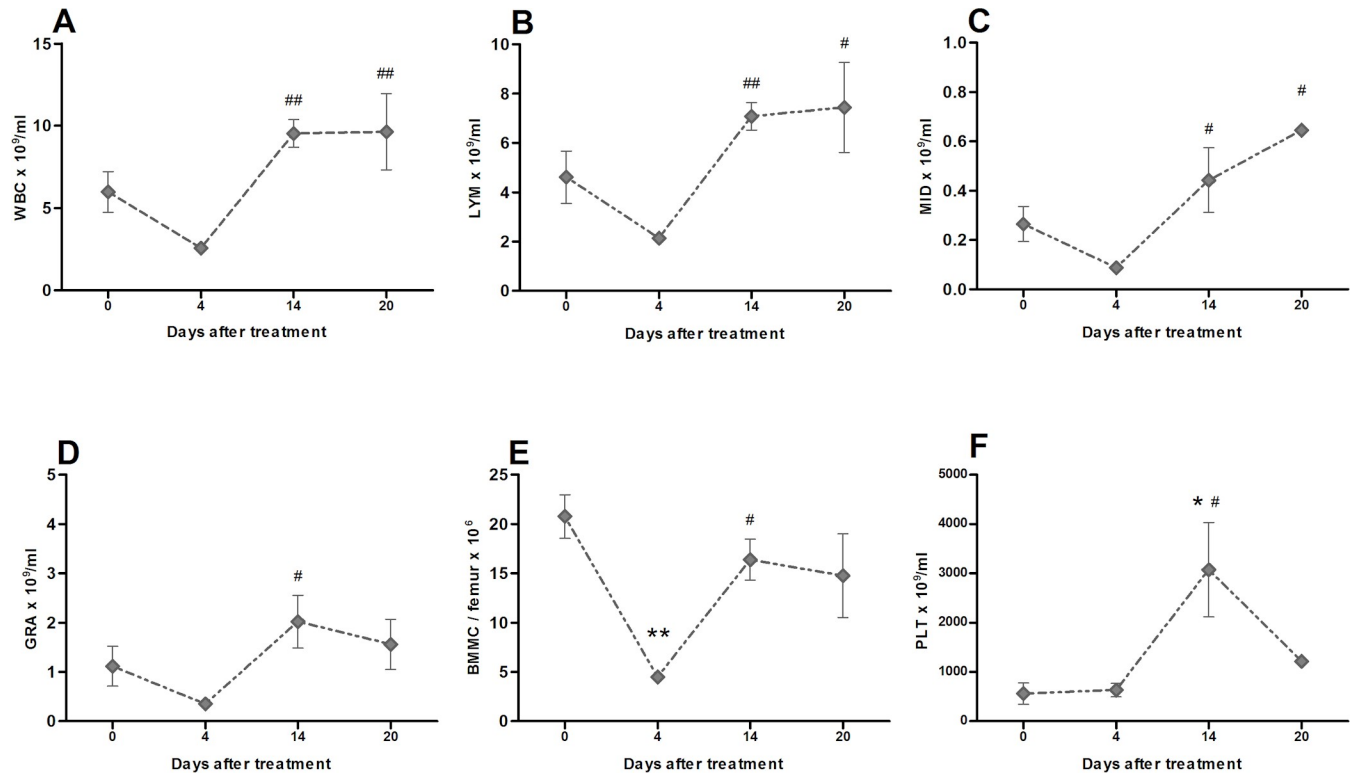 A
WBC x 10⁹/ml
15
10
5
0
##
##
0 4 14 20
Days after treatment
B
LYM x 10⁹/ml
10
8
6
4
2
0
##
#
0 4 14 20
Days after treatment
C
MID x 10⁹/ml
1.0
0.8
0.6
0.4
0.2
0.0
#
#
0 4 14 20
Days after treatment
D
GRA x 10⁹/ml
5
4
3
2
1
0
#
0 4 14 20
Days after treatment
E
BMMC / femur x 10⁶
25
20
15
10
5
0
**
#
0 4 14 20
Days after treatment
F
PLT x 10⁹/ml
5000
4000
3000
2000
1000
0
* #
0 4 14 20
Days after treatment